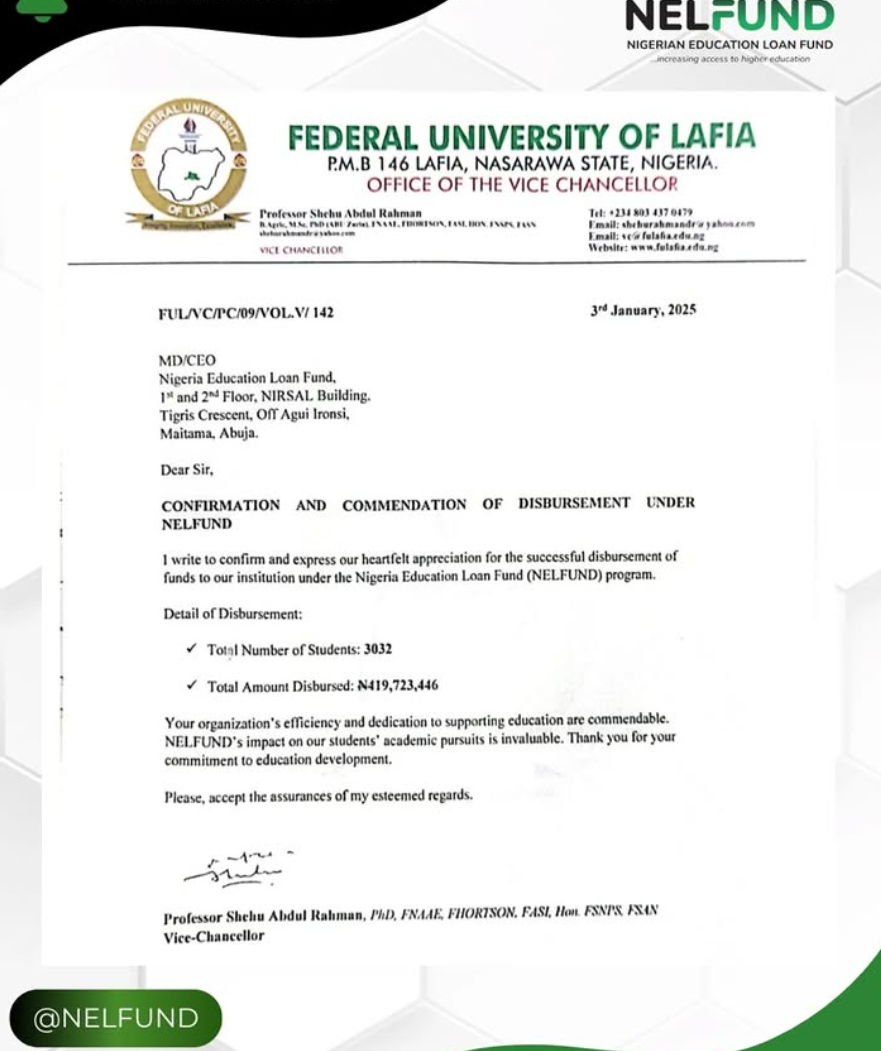 NELFUND
NIGERIAN EDUCATION LOAN FUND
...increasing access to higher education
FEDERAL UNIVERSITY
OF LAFIA
FEDERAL UNIVERSITY OF LAFIA
P.M.B 146 LAFIA, NASARAWA STATE, NIGERIA.
OFFICE OF THE VICE CHANCELLOR
Professor Shehu Abdul Rahman
B.Agric, M.Sc, PhD (ABU Zaria), FNAAE, FHORTSON, FASI, HON. FSNPS, FSAN
shehurahmandr@yahoo.com
VICE CHANCELLOR
Tel: +234 803 437 0479
Email: shehurahmandr@yahoo.com
Email: vc@fulafia.edu.ng
Website: www.fulafia.edu.ng
FUL/VC/PC/09/VOL.V/ 142
3rd January, 2025
MD/CEO
Nigeria Education Loan Fund,
1st and 2nd Floor, NIRSAL Building.
Tigris Crescent, Off Agui Ironsi,
Maitama, Abuja.
Dear Sir,
CONFIRMATION AND COMMENDATION OF DISBURSEMENT UNDER
NELFUND
I write to confirm and express our heartfelt appreciation for the successful disbursement of
funds to our institution under the Nigeria Education Loan Fund (NELFUND) program.
Detail of Disbursement:
✓ Total Number of Students: 3032
✓ Total Amount Disbursed: ₦419,723,446
Your organization's efficiency and dedication to supporting education are commendable.
NELFUND's impact on our students' academic pursuits is invaluable. Thank you for your
commitment to education development.
Please, accept the assurances of my esteemed regards.
Professor Shehu Abdul Rahman, PhD, FNAAE, FHORTSON, FASI, Hon. FSNPS, FSAN
Vice-Chancellor
@NELFUND